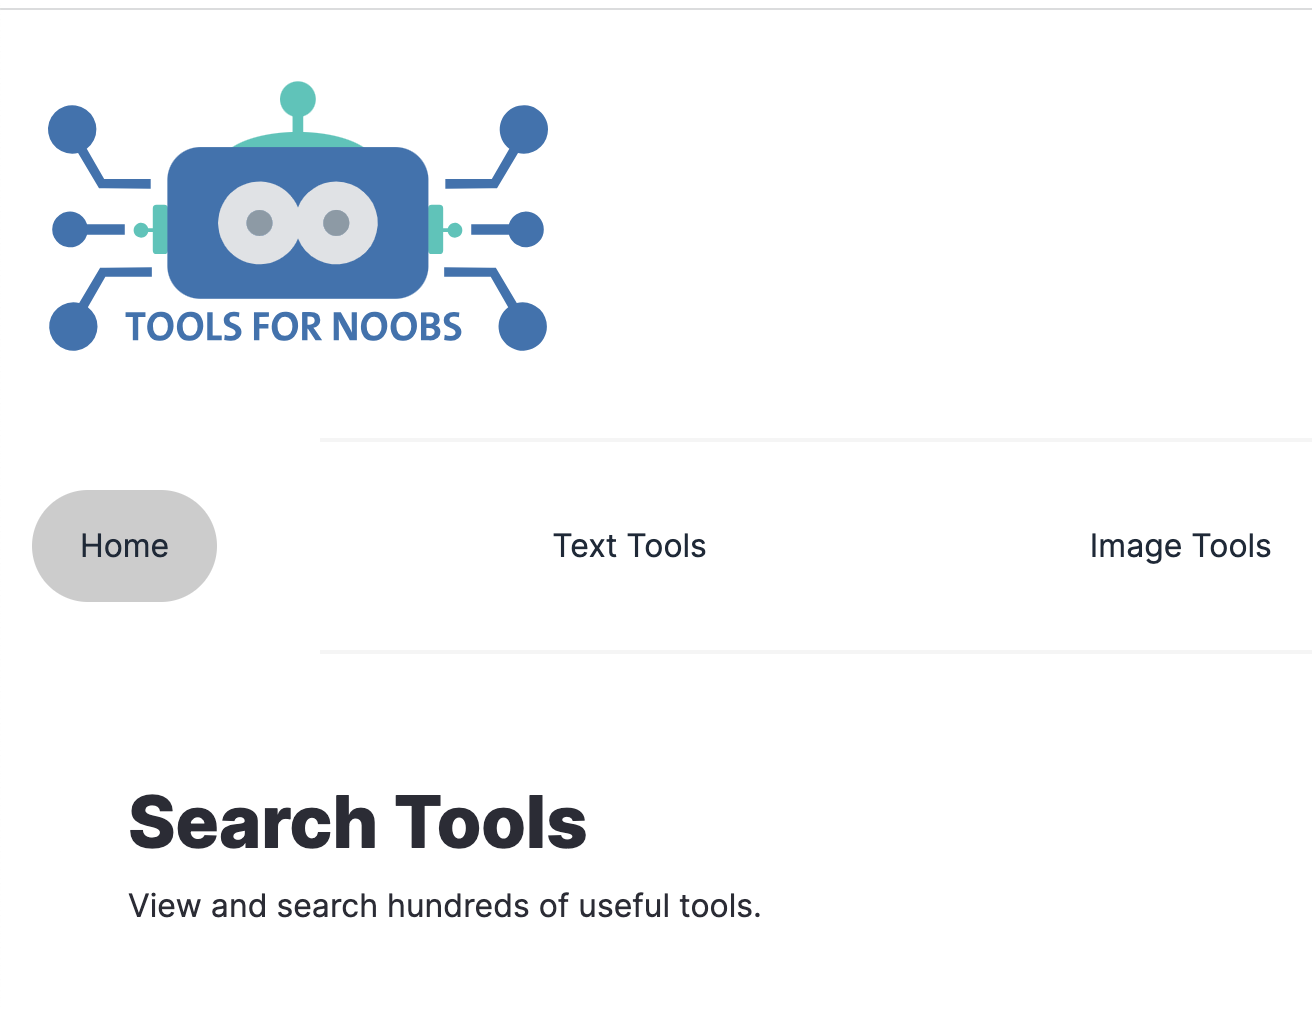 TOOLS FOR NOOBS
Home
Text Tools
Image Tools
Search Tools
View and search hundreds of useful tools.